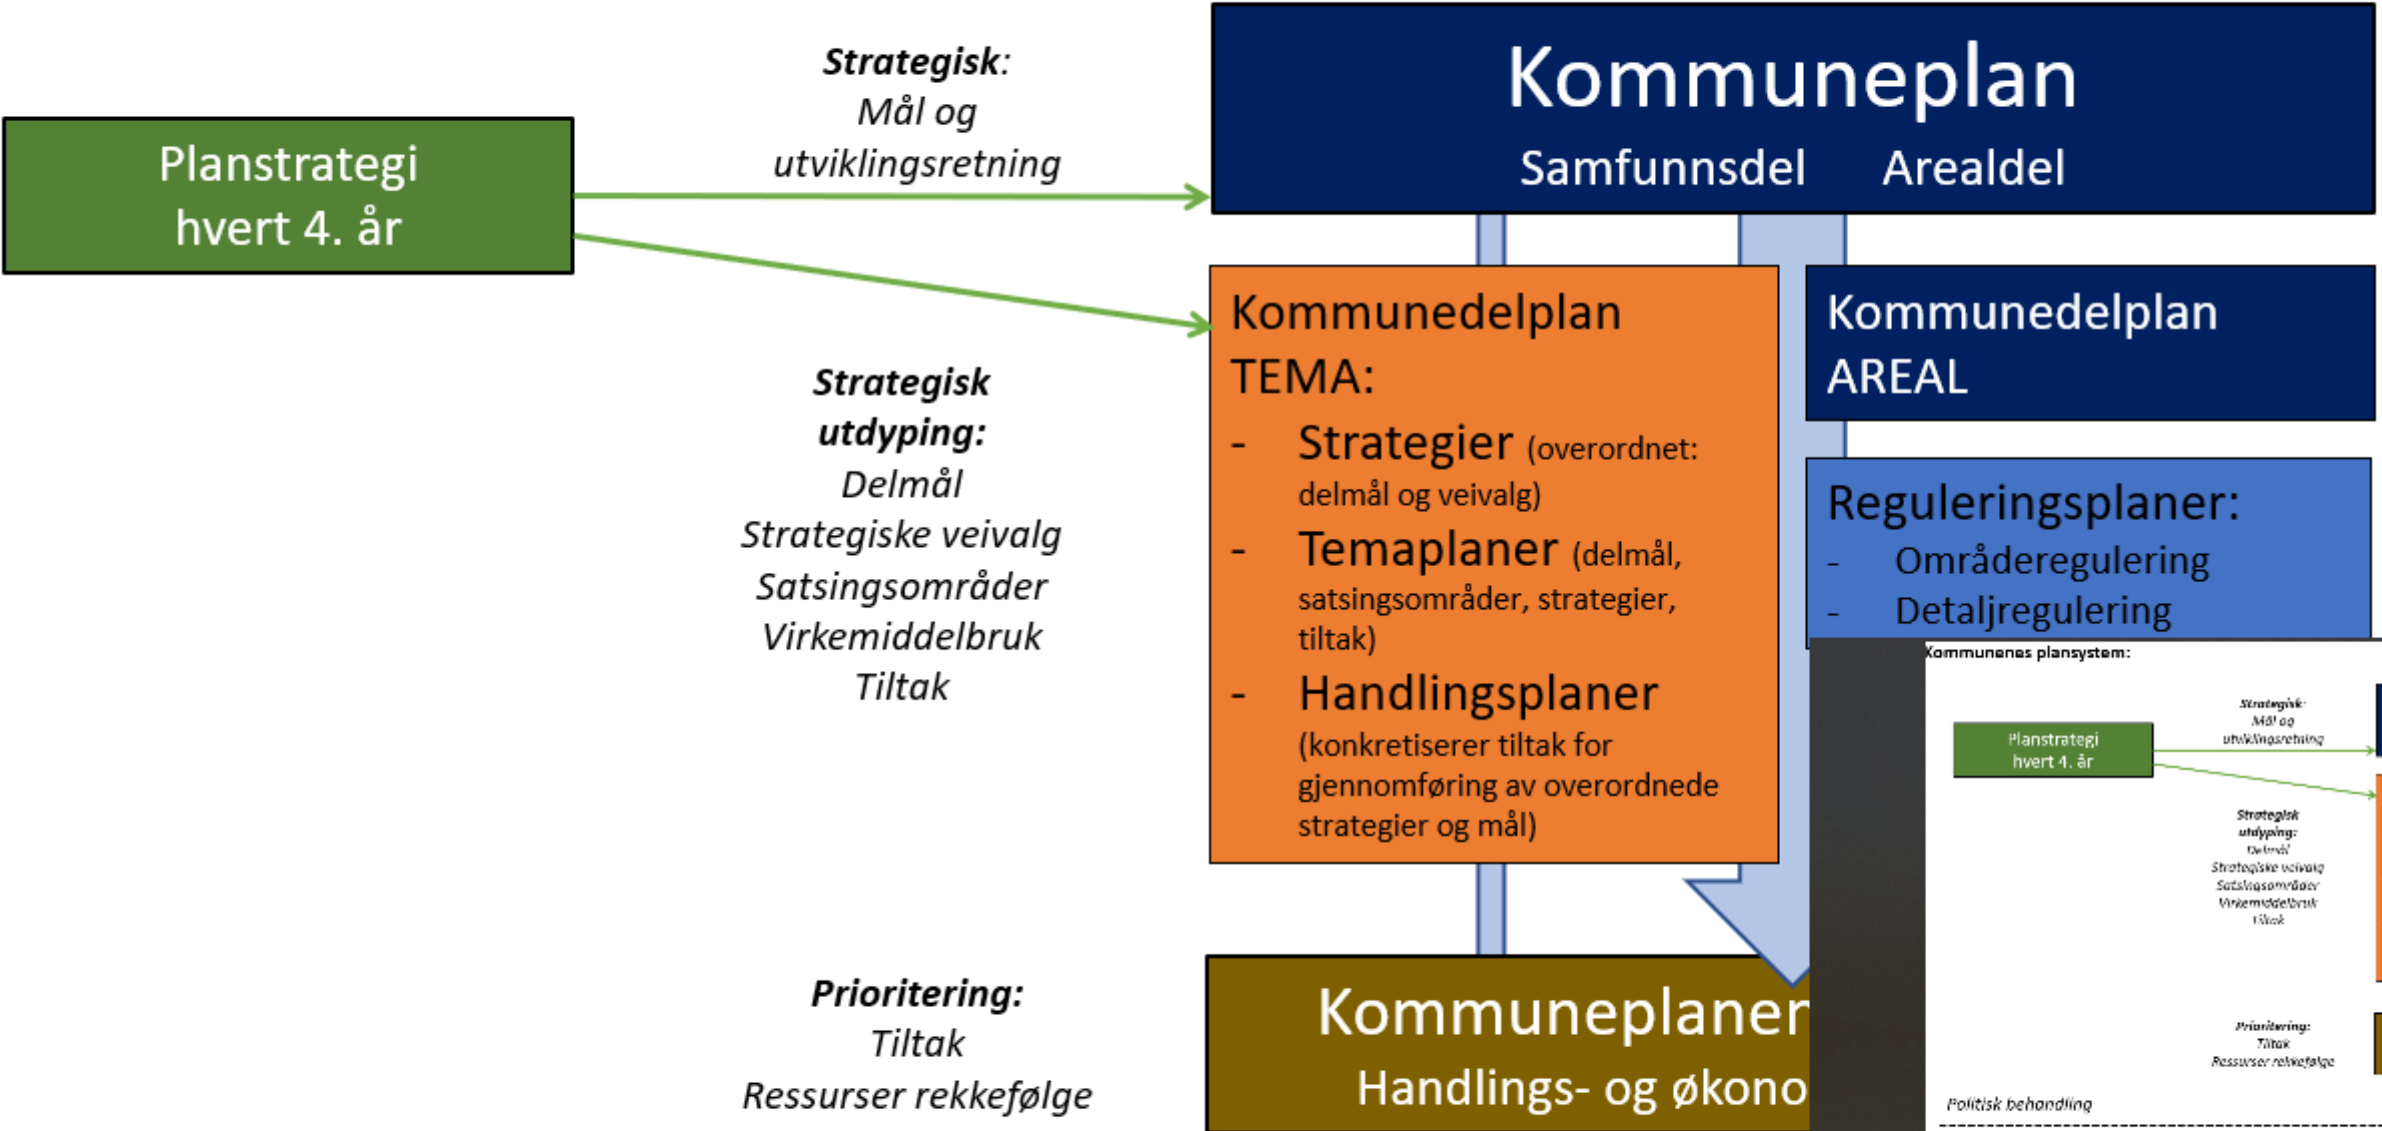 Strategisk:
Mål og
utviklingsretning
Planstrategi
hvert 4. år
Kommuneplan
Samfunnsdel Arealdel
Strategisk
utdyping:
Delmål
Strategiske veivalg
Satsingsområder
Virkemiddelbruk
Tiltak
Kommunedelplan
TEMA:
- Strategier (overordnet:
delmål og veivalg)
- Temaplaner (delmål,
satsingsområder, strategier,
tiltak)
- Handlingsplaner
(konkretiserer tiltak for
gjennomføring av overordnede
strategier og mål)
Kommunedelplan
AREAL
Reguleringsplaner:
- Områderegulering
- Detaljregulering
Prioritering:
Tiltak
Ressurser rekkefølge
Kommuneplaner
Handlings- og økono
Kommunenes plansystem:
Strategisk:
Mål og
utviklingsretning
Planstrategi
hvert 4. år
Strategisk
utdyping:
Delmål
Strategiske veivalg
Satsingsområder
Virkemiddelbruk
Tiltak
Prioritering:
Tiltak
Ressurser rekkefølge
Politisk behandling